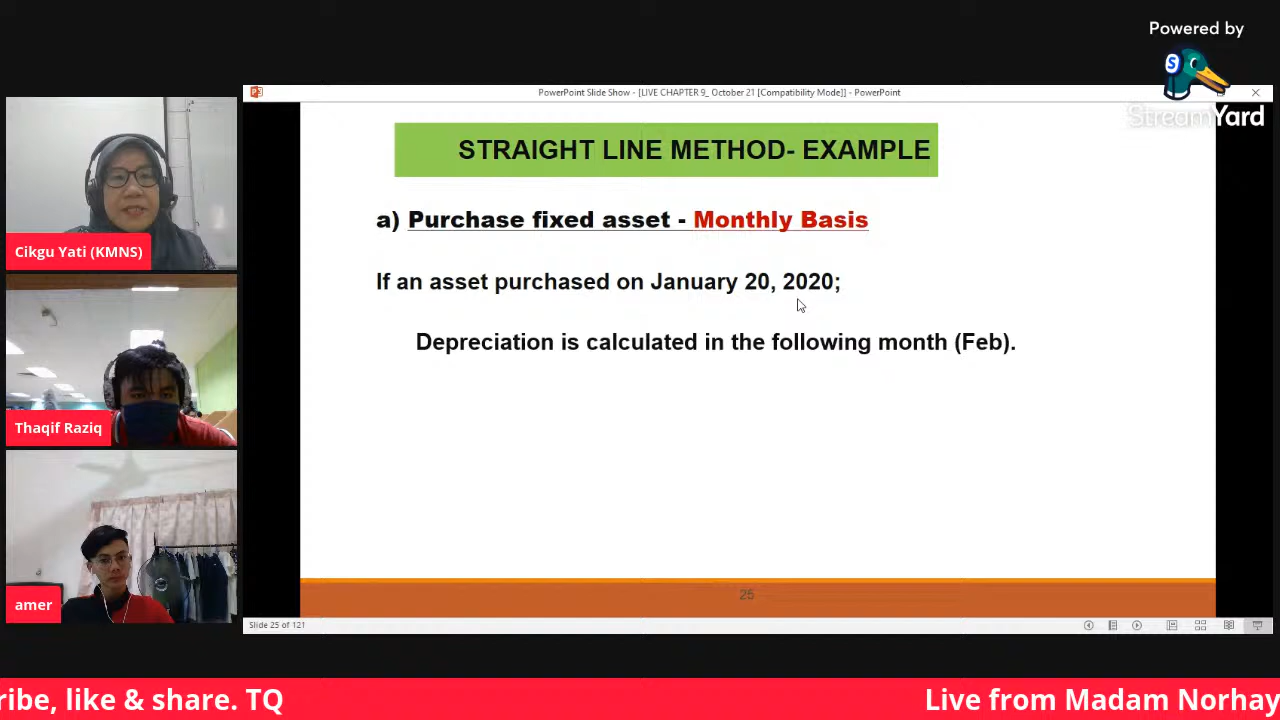 Powered by
S
StreamYard
PowerPoint Slide Show - [LIVE CHAPTER 9_ October 21 [Compatibility Mode]] - PowerPoint
STRAIGHT LINE METHOD- EXAMPLE
a) Purchase fixed asset - Monthly Basis
If an asset purchased on January 20, 2020;
Depreciation is calculated in the following month (Feb).
25
Slide 25 of 121
Cikgu Yati (KMNS)
Thaqif Raziq
amer
ribe, like & share. TQ
Live from Madam Norhay